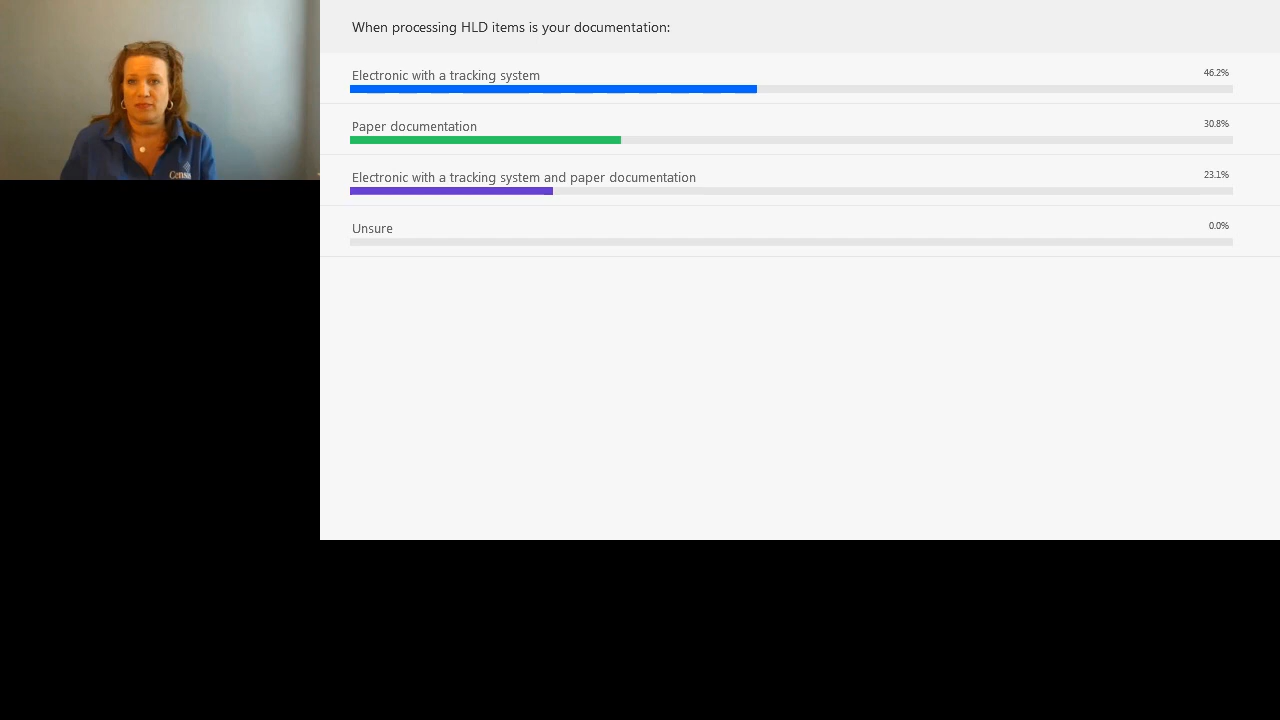 When processing HLD items is your documentation:
Electronic with a tracking system
46.2%
Paper documentation
30.8%
Electronic with a tracking system and paper documentation
23.1%
Unsure
0.0%